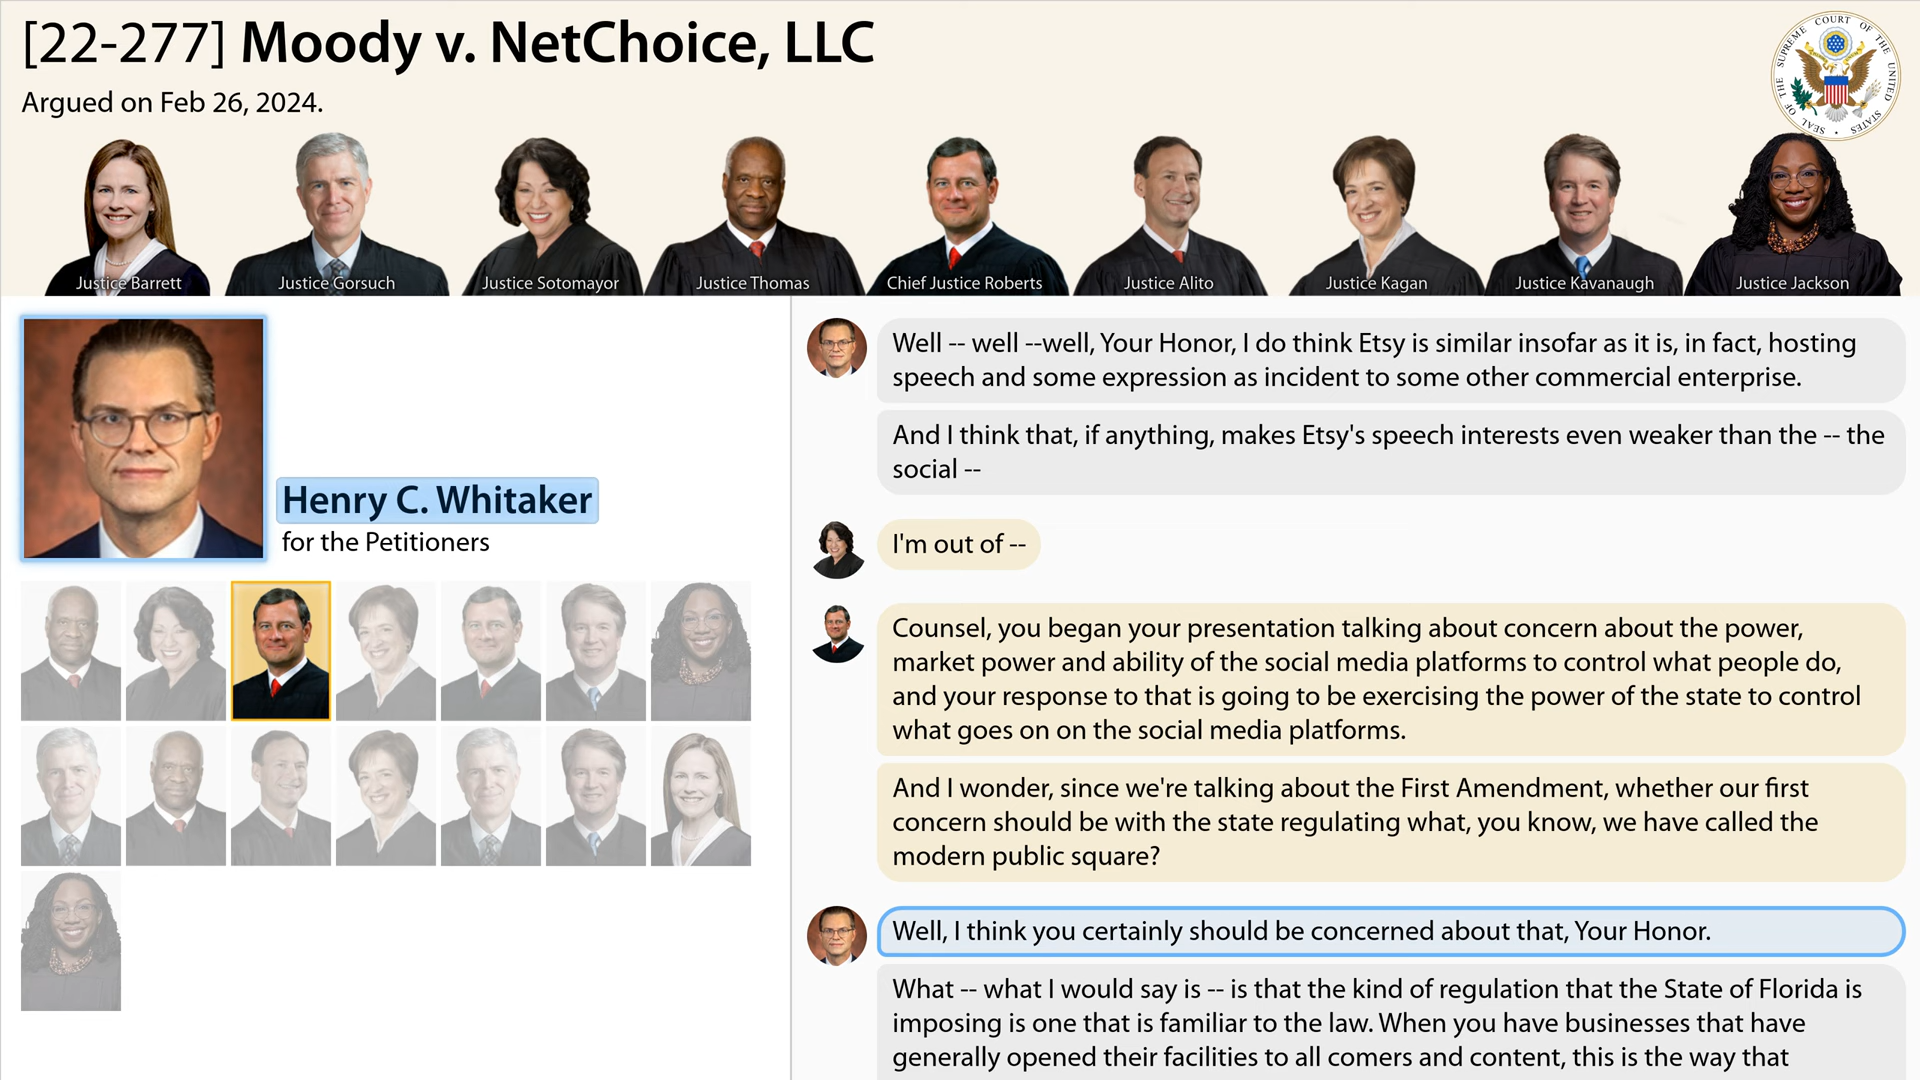 [22-277] Moody v. NetChoice, LLC
Argued on Feb 26, 2024.
SEAL OF THE SUPREME COURT OF THE UNITED STATES
Justice Barrett
Justice Gorsuch
Justice Sotomayor
Justice Thomas
Chief Justice Roberts
Justice Alito
Justice Kagan
Justice Kavanaugh
Justice Jackson
Henry C. Whitaker
for the Petitioners
Well -- well --well, Your Honor, I do think Etsy is similar insofar as it is, in fact, hosting
speech and some expression as incident to some other commercial enterprise.
And I think that, if anything, makes Etsy's speech interests even weaker than the -- the
social --
I'm out of --
Counsel, you began your presentation talking about concern about the power,
market power and ability of the social media platforms to control what people do,
and your response to that is going to be exercising the power of the state to control
what goes on on the social media platforms.
And I wonder, since we're talking about the First Amendment, whether our first
concern should be with the state regulating what, you know, we have called the
modern public square?
Well, I think you certainly should be concerned about that, Your Honor.
What -- what I would say is -- is that the kind of regulation that the State of Florida is
imposing is one that is familiar to the law. When you have businesses that have
generally opened their facilities to all comers and content, this is the way that